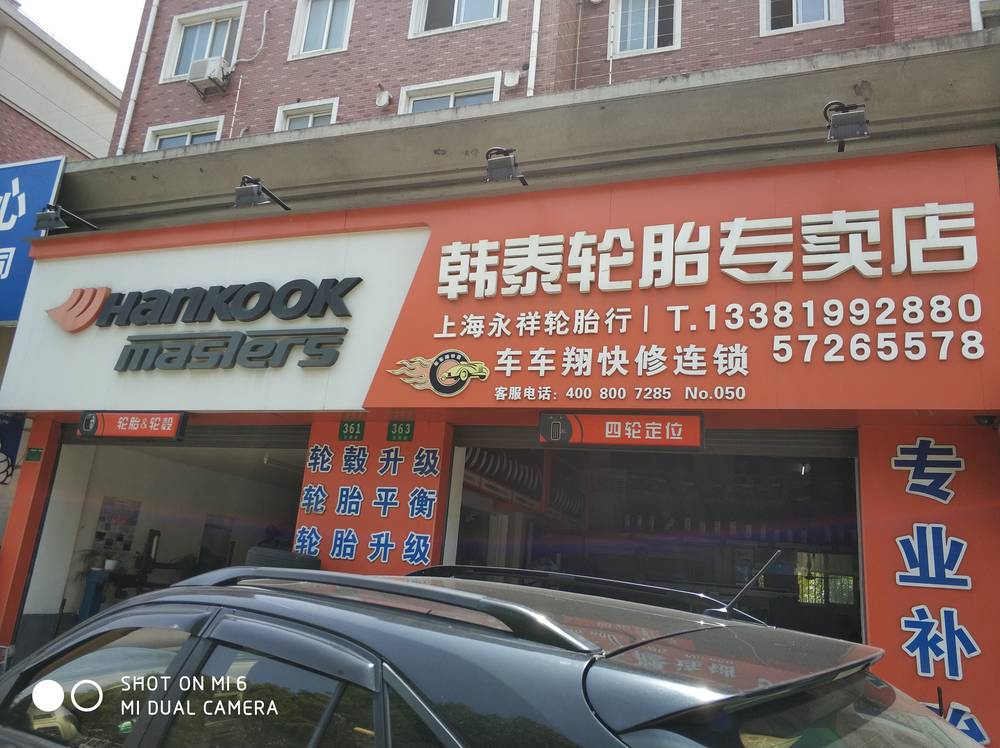 心
司
HanKOOK
masters
韩泰轮胎专卖店
上海永祥轮胎行 | T.13381992880
57265578
车车翔快修连锁
客服电话: 400 800 7285 No.050
轮胎&轮毂
361
363
四轮定位
轮毂升级
轮胎平衡
轮胎升级
专业补胎
SHOT ON MI 6
MI DUAL CAMERA